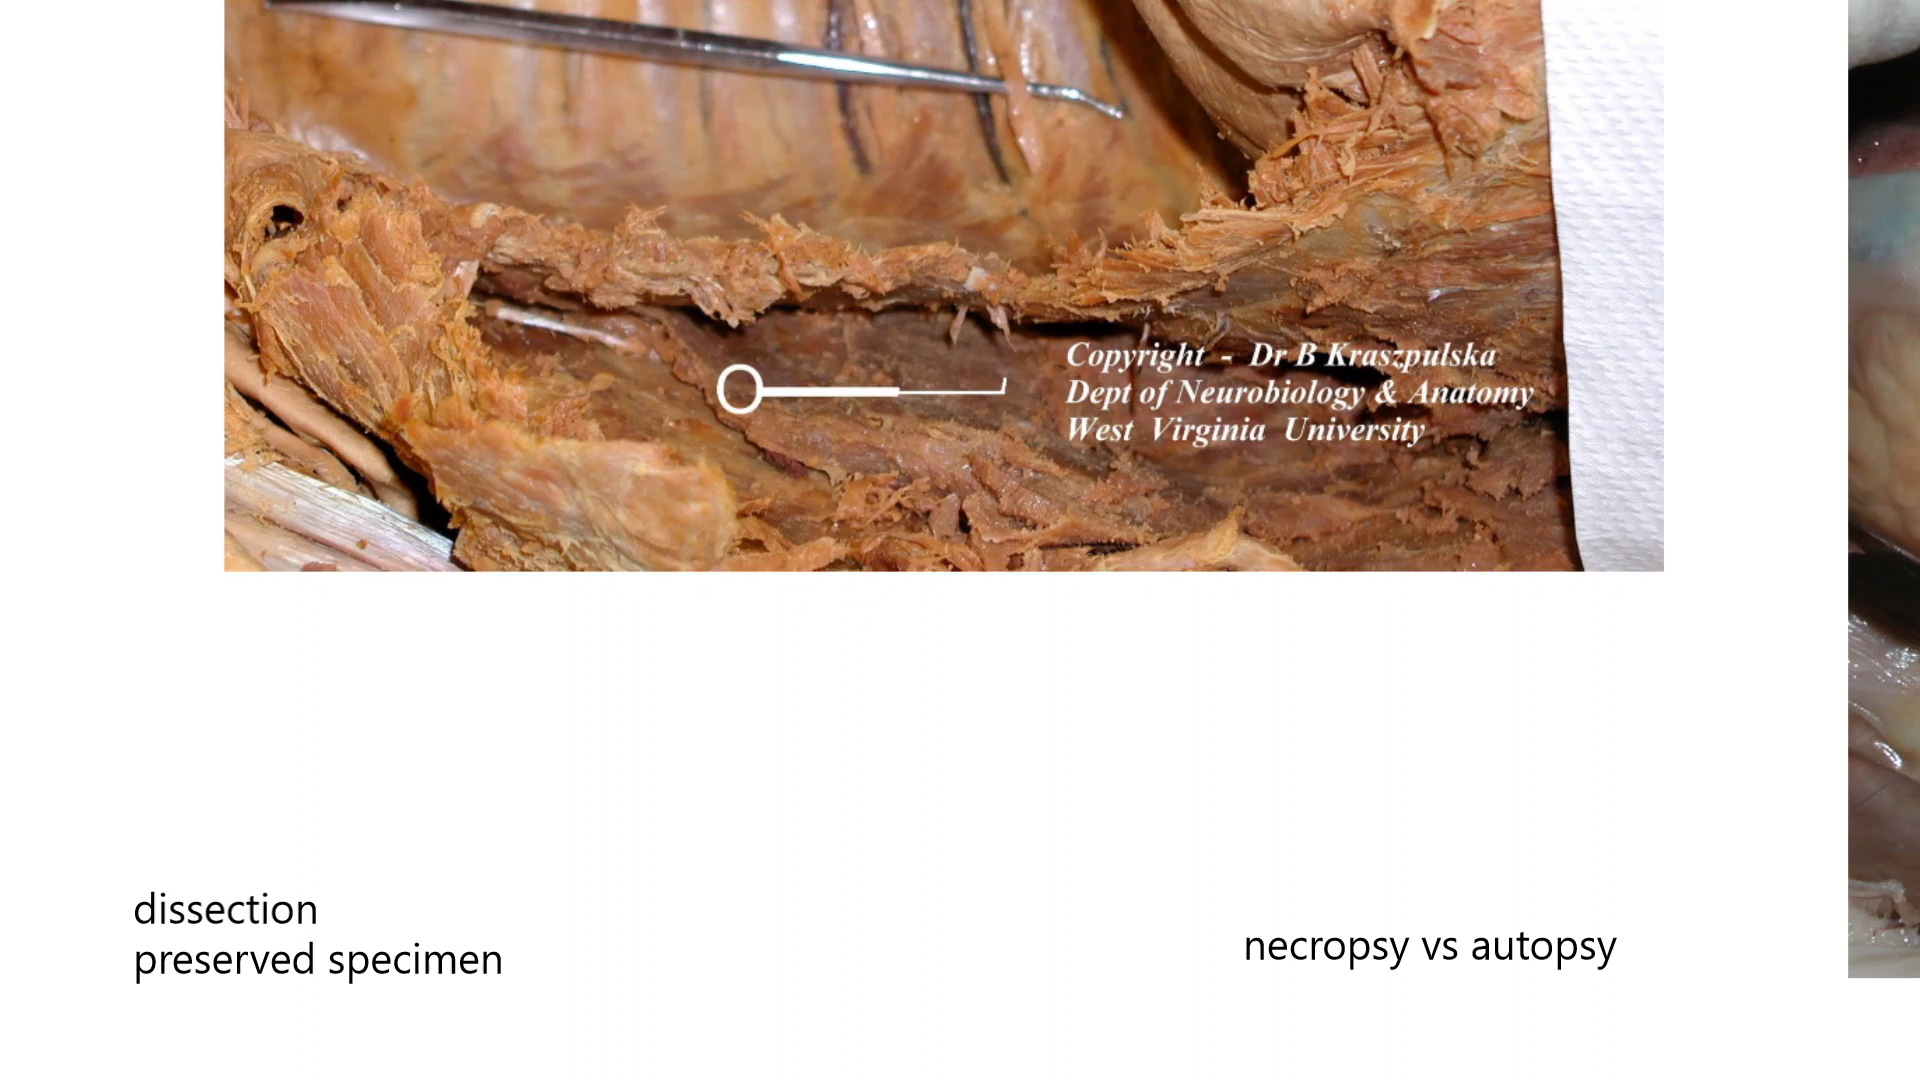 Copyright - Dr B Kraszpulska
Dept of Neurobiology & Anatomy
West Virginia University
dissection
preserved specimen
necropsy vs autopsy